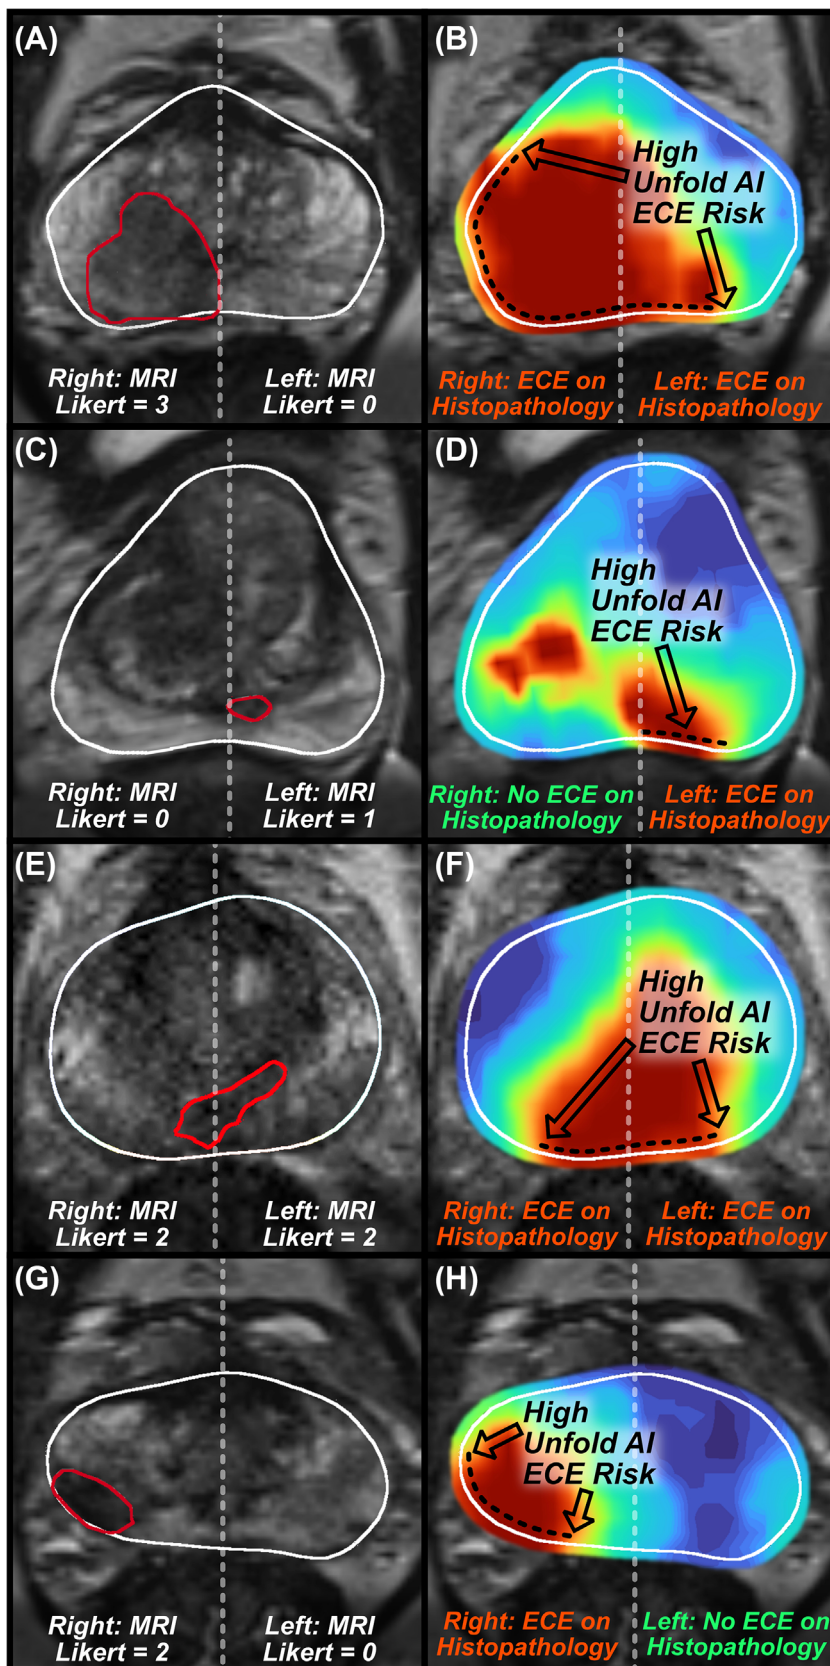 (A)
Right: MRI
Likert = 3
Left: MRI
Likert = 0
(B)
High
Unfold AI
ECE Risk
Right: ECE on
Histopathology
Left: ECE on
Histopathology
(C)
Right: MRI
Likert = 0
Left: MRI
Likert = 1
(D)
High
Unfold AI
ECE Risk
Right: No ECE on
Histopathology
Left: ECE on
Histopathology
(E)
Right: MRI
Likert = 2
Left: MRI
Likert = 2
(F)
High
Unfold AI
ECE Risk
Right: ECE on
Histopathology
Left: ECE on
Histopathology
(G)
Right: MRI
Likert = 2
Left: MRI
Likert = 0
(H)
High
Unfold AI
ECE Risk
Right: ECE on
Histopathology
Left: No ECE on
Histopathology